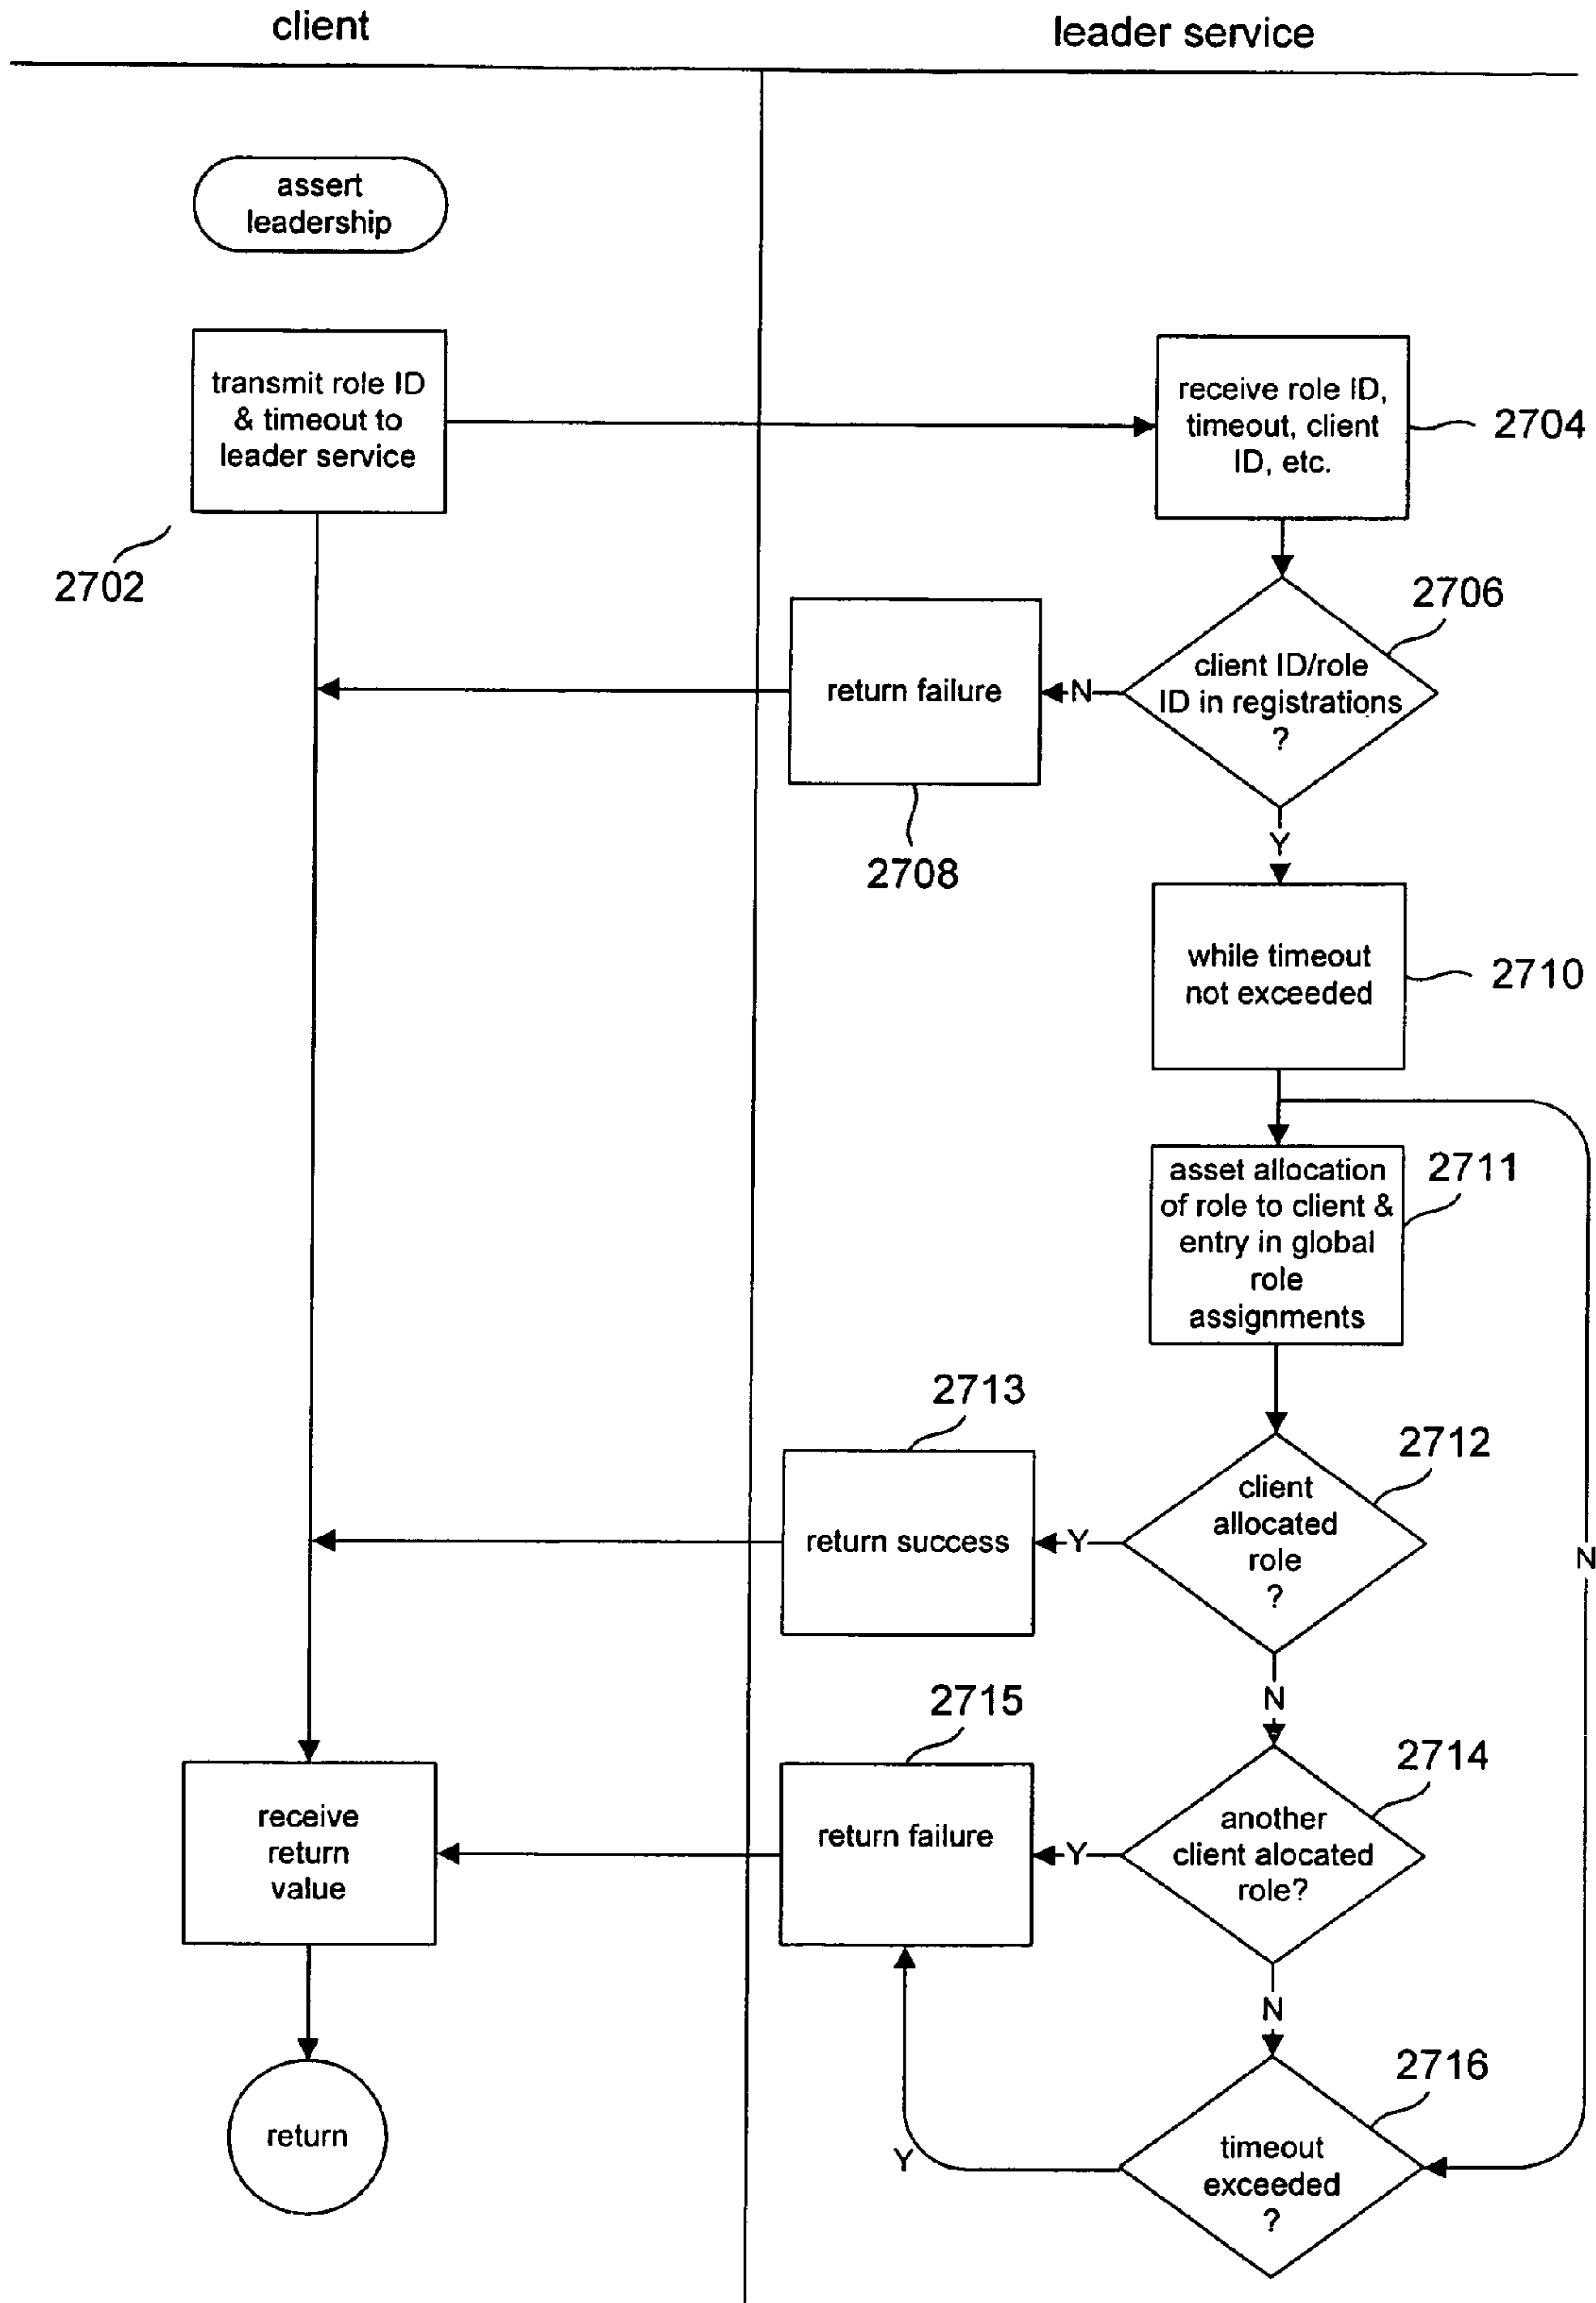 client
leader service
assert
leadership
transmit role ID
& timeout to
leader service
2702
receive role ID,
timeout, client
ID, etc.
2704
2706
client ID/role
ID in registrations
?
N
return failure
2708
Y
while timeout
not exceeded
2710
asset allocation
of role to client &
entry in global
role
assignments
2711
2713
return success
Y
2712
client
allocated
role
?
N
N
2715
return failure
Y
2714
another
client alocated
role?
receive
return
value
N
2716
timeout
exceeded
?
Y
return